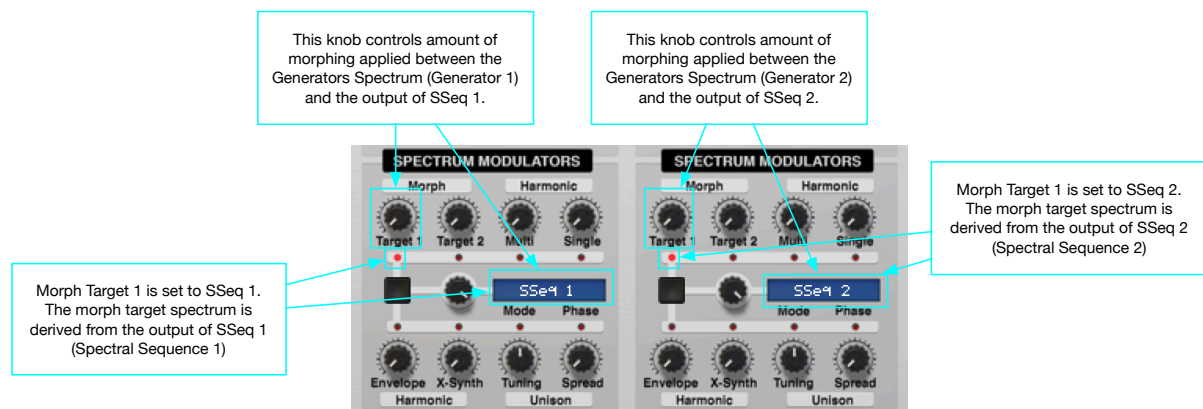 This knob controls amount of
morphing applied between the
Generators Spectrum (Generator 1)
and the output of SSeq 1.
This knob controls amount of
morphing applied between the
Generators Spectrum (Generator 2)
and the output of SSeq 2.
SPECTRUM MODULATORS
Morph Harmonic
Target 1 Target 2 Multi Single
SSeq 1
Mode Phase
Envelope X-Synth Tuning Spread
Harmonic Unison
SPECTRUM MODULATORS
Morph Harmonic
Target 1 Target 2 Multi Single
SSeq 2
Mode Phase
Envelope X-Synth Tuning Spread
Harmonic Unison
Morph Target 1 is set to SSeq 1.
The morph target spectrum is
derived from the output of SSeq 1
(Spectral Sequence 1)
Morph Target 1 is set to SSeq 2.
The morph target spectrum is
derived from the output of SSeq 2
(Spectral Sequence 2)